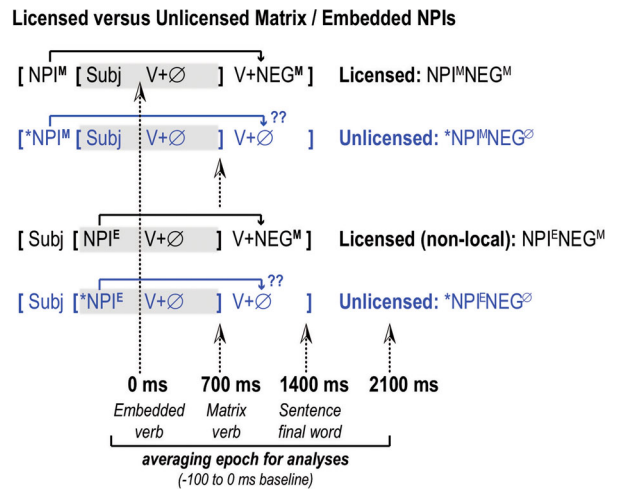 Licensed versus Unlicensed Matrix / Embedded NPIs
[ NPIᴹ [ Subj V+∅ ] V+NEGᴹ ] Licensed: NPIᴹNEGᴹ
??
[*NPIᴹ [ Subj V+∅ ] V+∅ ] Unlicensed: *NPIᴹNEG∅
[ Subj [ NPIᴱ V+∅ ] V+NEGᴹ ] Licensed (non-local): NPIᴱNEGᴹ
??
[ Subj [*NPIᴱ V+∅ ] V+∅ ] Unlicensed: *NPIᴱNEG∅
0 ms 700 ms 1400 ms 2100 ms
Embedded Matrix Sentence
verb verb final word
averaging epoch for analyses
(-100 to 0 ms baseline)